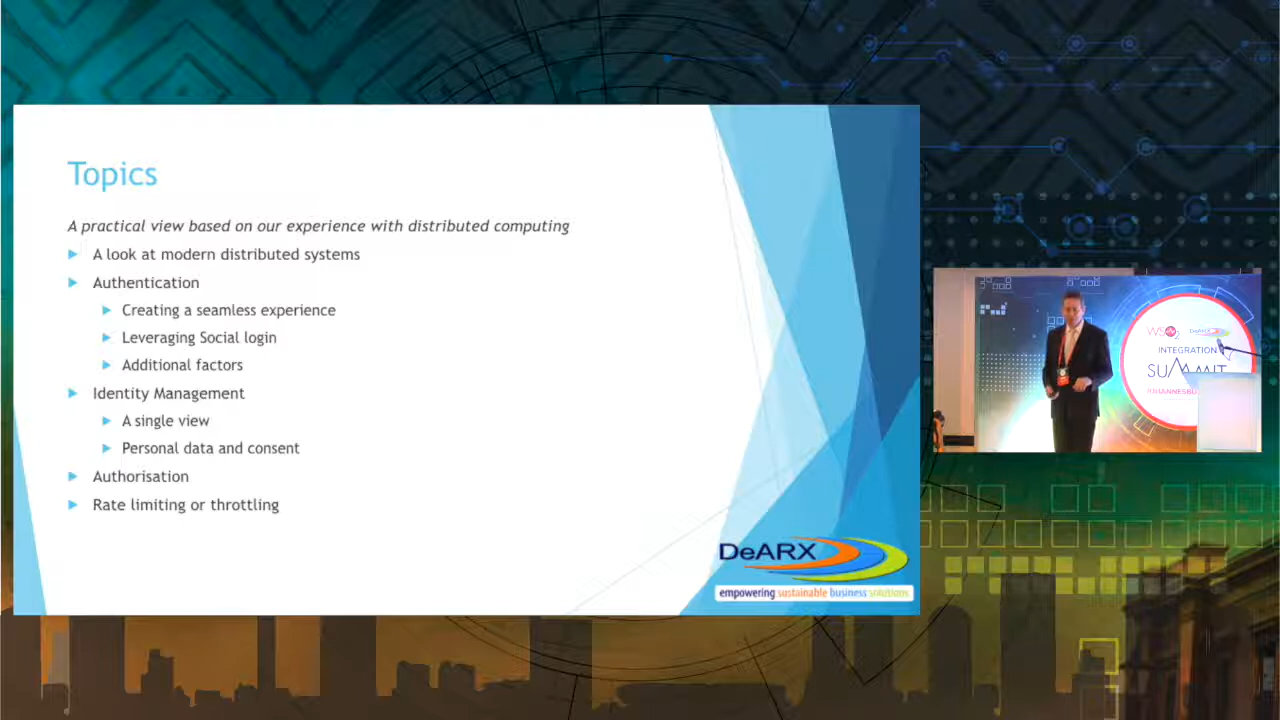 Topics
A practical view based on our experience with distributed computing
A look at modern distributed systems
Authentication
Creating a seamless experience
Leveraging Social login
Additional factors
Identity Management
A single view
Personal data and consent
Authorisation
Rate limiting or throttling
DeARX
empowering sustainable business solutions
WSO2 DeARX
INTEGRATION
SUMMIT